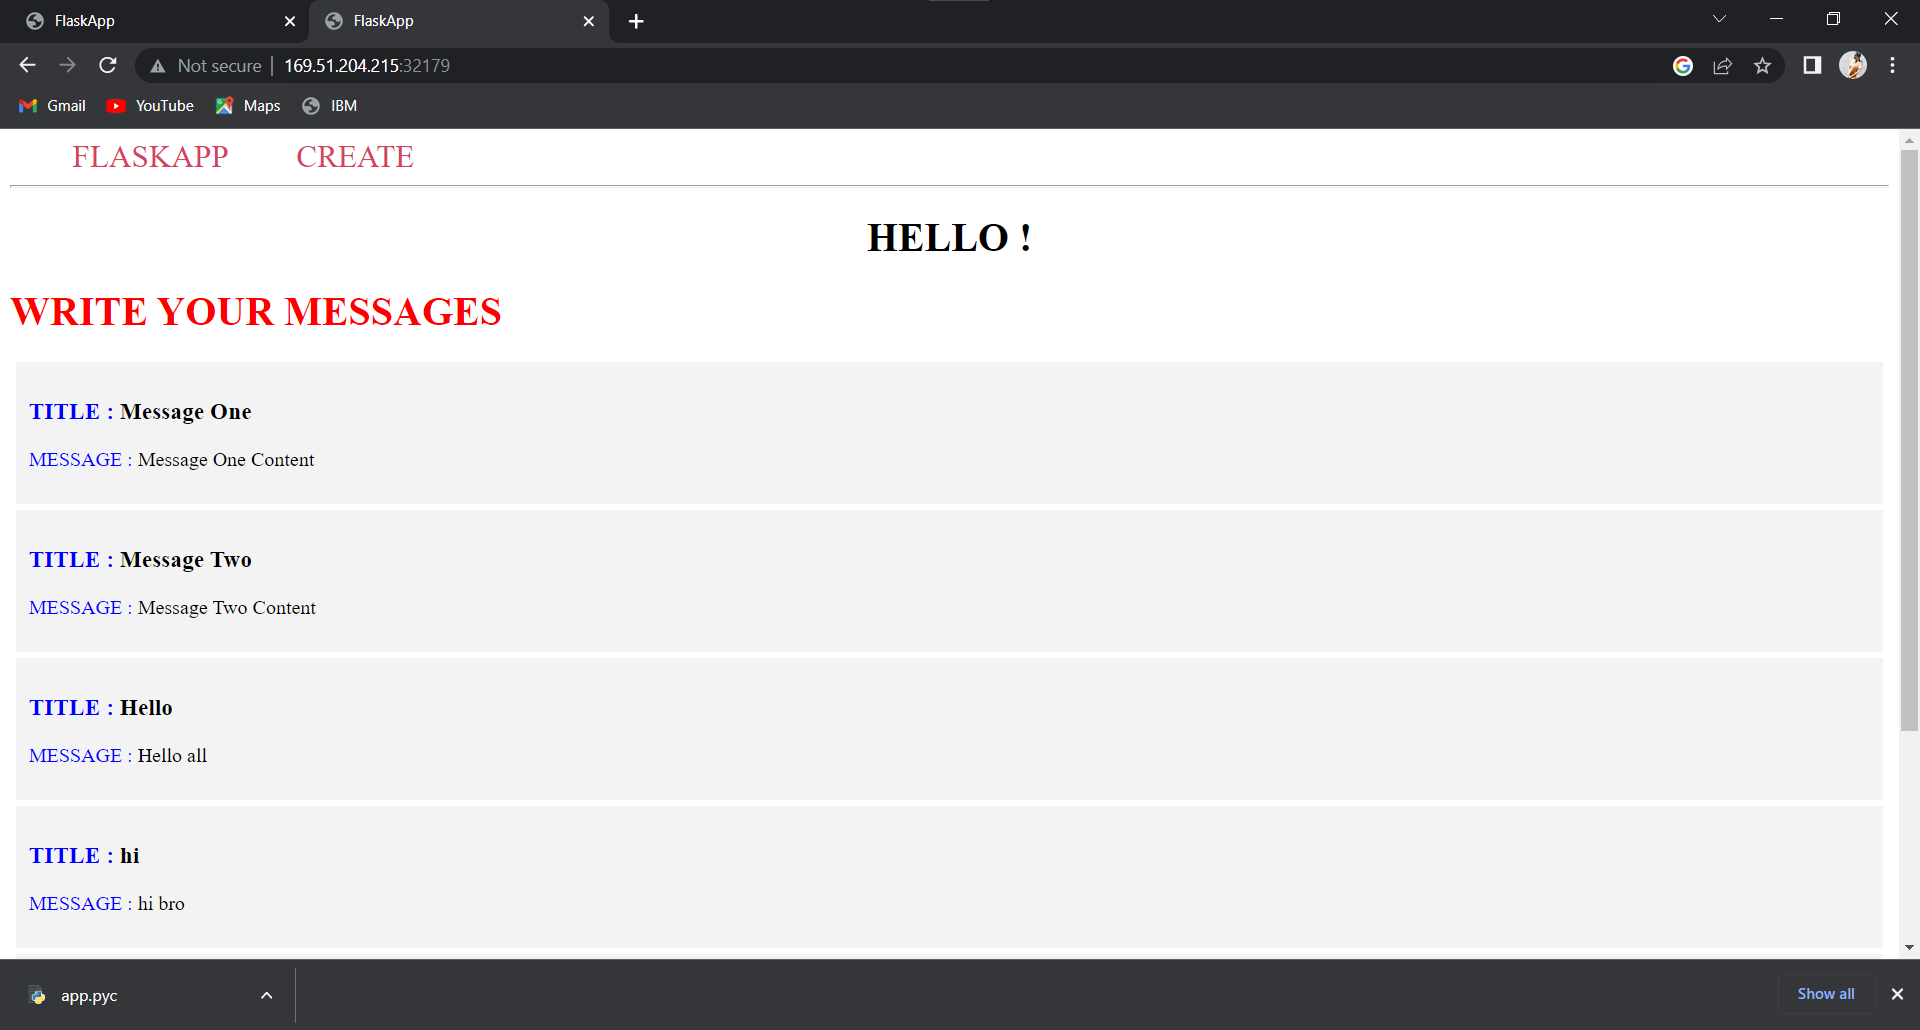 FlaskApp
FlaskApp
Not secure 169.51.204.215:32179
Gmail YouTube Maps IBM
FLASKAPP CREATE
HELLO !
WRITE YOUR MESSAGES
TITLE : Message One
MESSAGE : Message One Content
TITLE : Message Two
MESSAGE : Message Two Content
TITLE : Hello
MESSAGE : Hello all
TITLE : hi
MESSAGE : hi bro
app.pyc
Show all